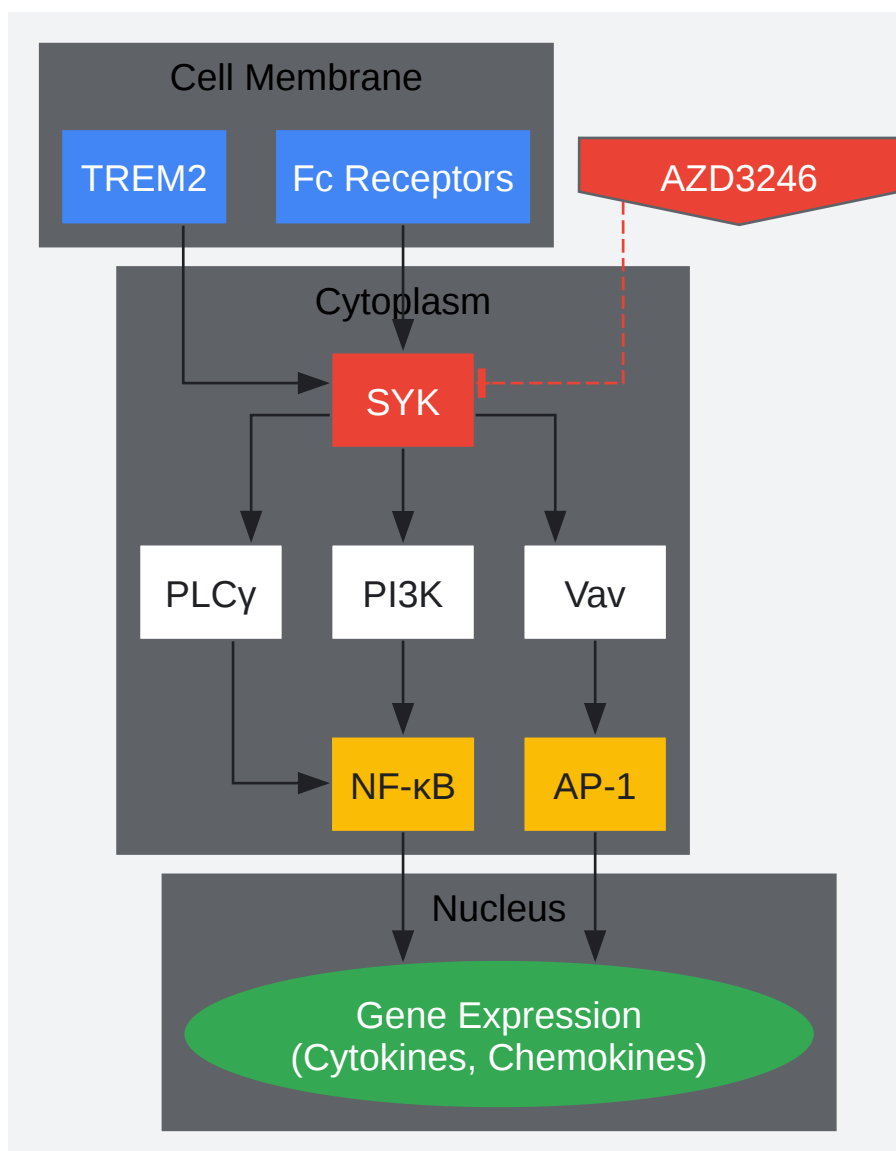 Cell Membrane
TREM2
Fc Receptors
AZD3246
Cytoplasm
SYK
PLCγ
PI3K
Vav
NF-κB
AP-1
Nucleus
Gene Expression
(Cytokines, Chemokines)